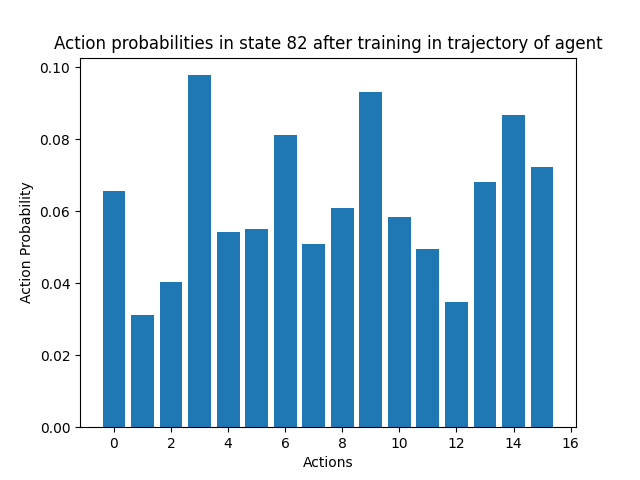 Action probabilities in state 82 after training in trajectory of agent
0.10
0.08
0.06
0.04
0.02
0.00
Action Probability
0 2 4 6 8 10 12 14 16
Actions